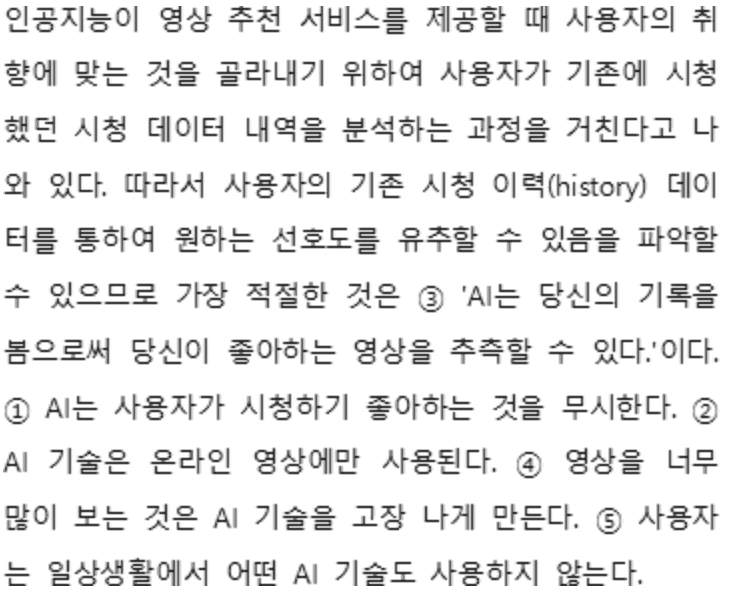 인공지능이 영상 추천 서비스를 제공할 때 사용자의 취
향에 맞는 것을 골라내기 위하여 사용자가 기존에 시청
했던 시청 데이터 내역을 분석하는 과정을 거친다고 나
와 있다. 따라서 사용자의 기존 시청 이력(history) 데이
터를 통하여 원하는 선호도를 유추할 수 있음을 파악할
수 있으므로 가장 적절한 것은 ③ 'AI는 당신의 기록을
봄으로써 당신이 좋아하는 영상을 추측할 수 있다.'이다.
① AI는 사용자가 시청하기 좋아하는 것을 무시한다. ②
AI 기술은 온라인 영상에만 사용된다. ④ 영상을 너무
많이 보는 것은 AI 기술을 고장 나게 만든다. ⑤ 사용자
는 일상생활에서 어떤 AI 기술도 사용하지 않는다.